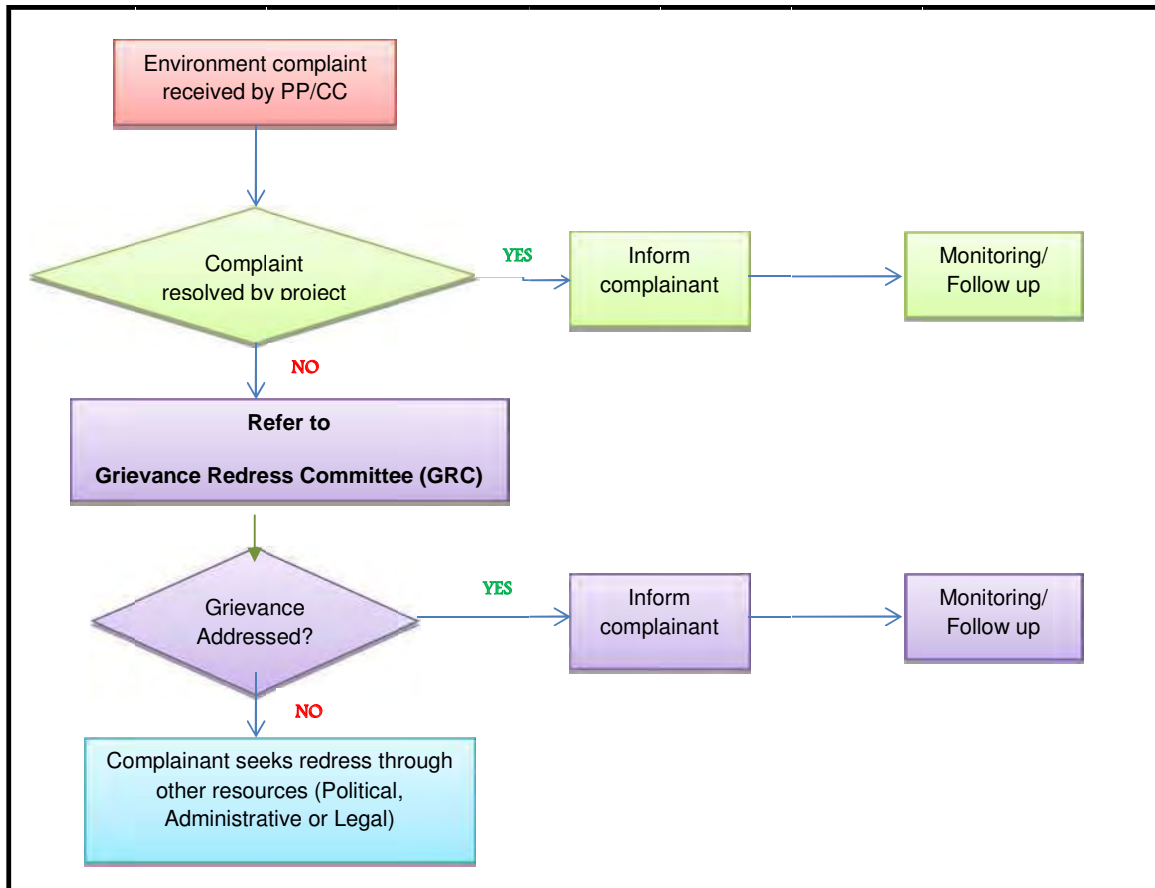 Environment complaint
received by PP/CC
Complaint
resolved by project
YES
Inform
complainant
Monitoring/
Follow up
NO
Refer to
Grievance Redress Committee (GRC)
Grievance
Addressed?
YES
Inform
complainant
Monitoring/
Follow up
NO
Complainant seeks redress through
other resources (Political,
Administrative or Legal)